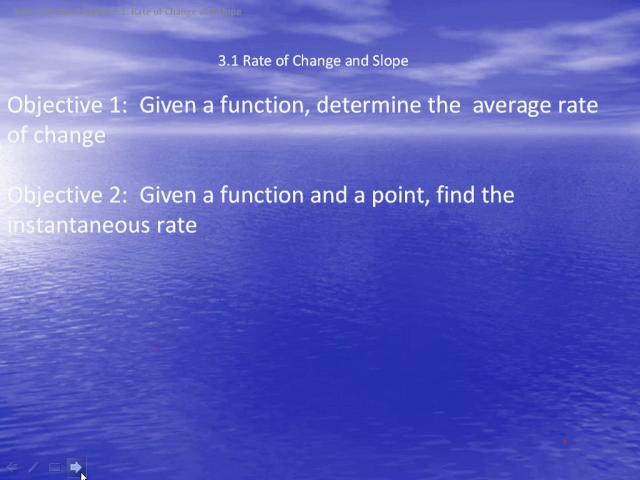 3.1 Rate of Change and Slope
Objective 1:  Given a function, determine the  average rate
of change
Objective 2:  Given a function and a point, find the
instantaneous rate